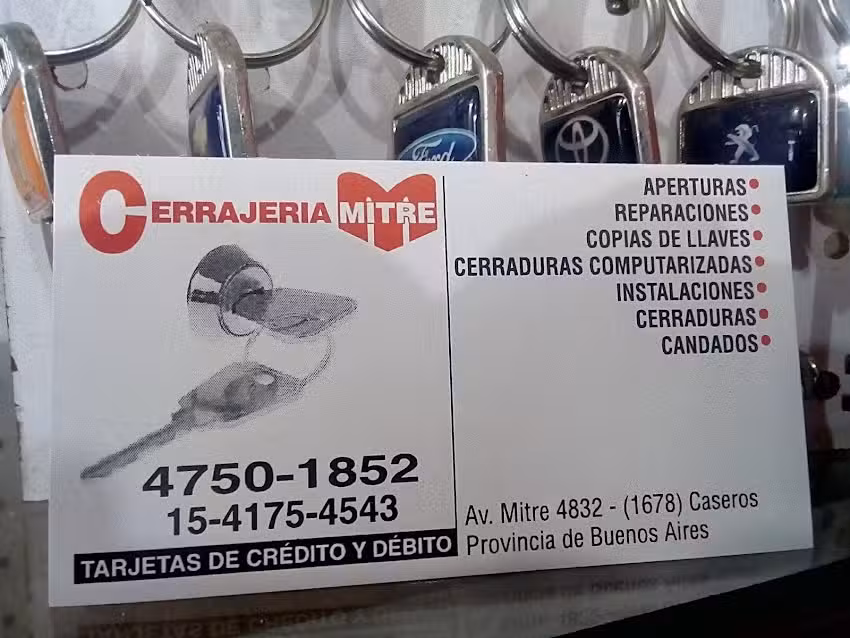 Ford
CERRAJERIA MITRE
4750-1852
15-4175-4543
TARJETAS DE CRÉDITO Y DÉBITO
APERTURAS
REPARACIONES
COPIAS DE LLAVES
CERRADURAS COMPUTARIZADAS
INSTALACIONES
CERRADURAS
CANDADOS
Av. Mitre 4832 - (1678) Caseros
Provincia de Buenos Aires